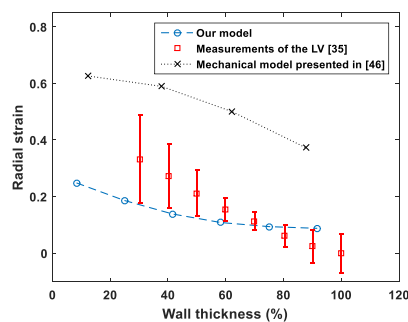 Our model
Measurements of the LV [35]
Mechanical model presented in [46]
0.8
0.6
0.4
0.2
0
Radial strain
0 20 40 60 80 100 120
Wall thickness (%)